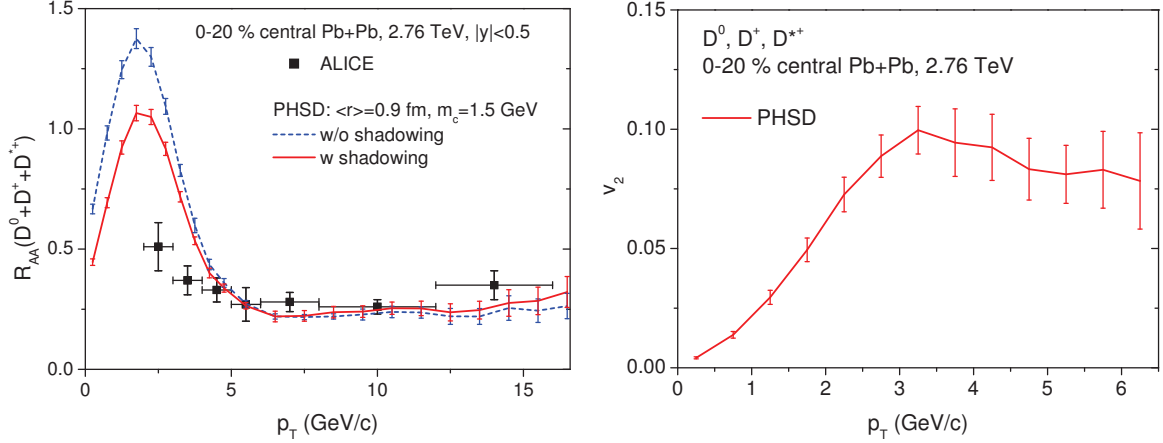 0-20 % central Pb+Pb, 2.76 TeV, |y|<0.5
ALICE
PHSD: <r>=0.9 fm, m_c=1.5 GeV
w/o shadowing
w shadowing
R_AA(D^0+D^++D^*+)
1.5
1.0
0.5
0.0
0 5 10 15
p_T (GeV/c)
D^0, D^+, D^*+
0-20 % central Pb+Pb, 2.76 TeV
PHSD
v_2
0.15
0.10
0.05
0.00
0 1 2 3 4 5 6
p_T (GeV/c)